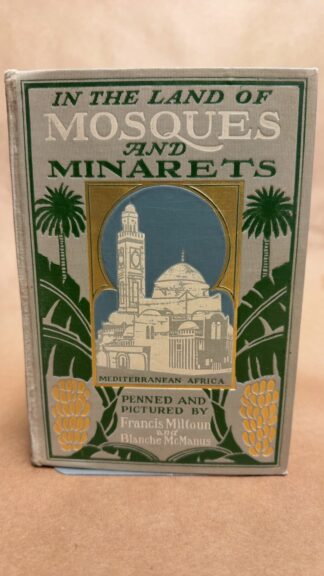 IN THE LAND OF
MOSQUES
AND
MINARETS
MEDITERRANEAN AFRICA
PENNED AND
PICTURED BY
Francis Miltoun
and
Blanche McManus